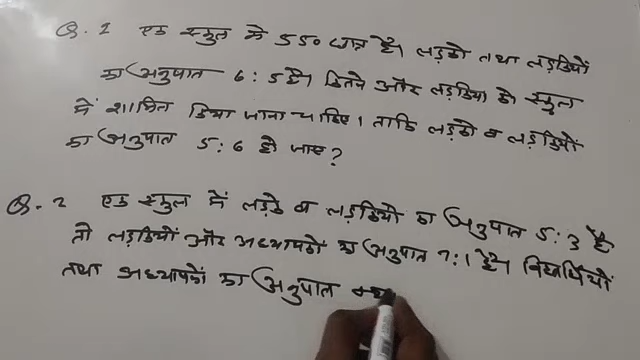 Q. 1 एक स्कूल में 550 छात्र है। लड़को तथा लड़कियों
का अनुपात 6 : 5 है। कितने और लड़किया को स्कूल
में शामिल किया जाना चाहिए। ताकि लड़को व लड़कीयो
का अनुपात 5 : 6 हो जाए?
Q. 2 एक स्कूल में लड़के व लड़कियो का अनुपात 5 : 3 है
तो लड़कियों और अध्यापको का अनुपात 7 : 1 है। विद्यार्थियों
तथा अध्यापकों का अनुपात